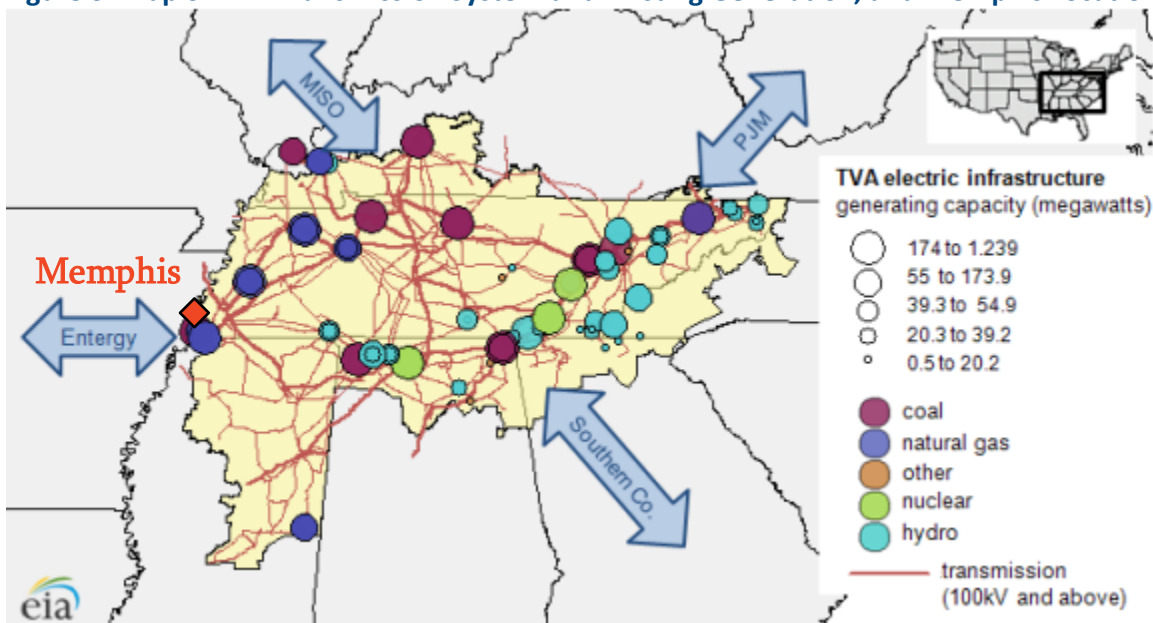 MISO
PJM
TVA electric infrastructure
generating capacity (megawatts)
174 to 1.239
55 to 173.9
39.3 to 54.9
20.3 to 39.2
0.5 to 20.2
Memphis
Entergy
Southern Co.
coal
natural gas
other
nuclear
hydro
transmission
(100kV and above)
eia